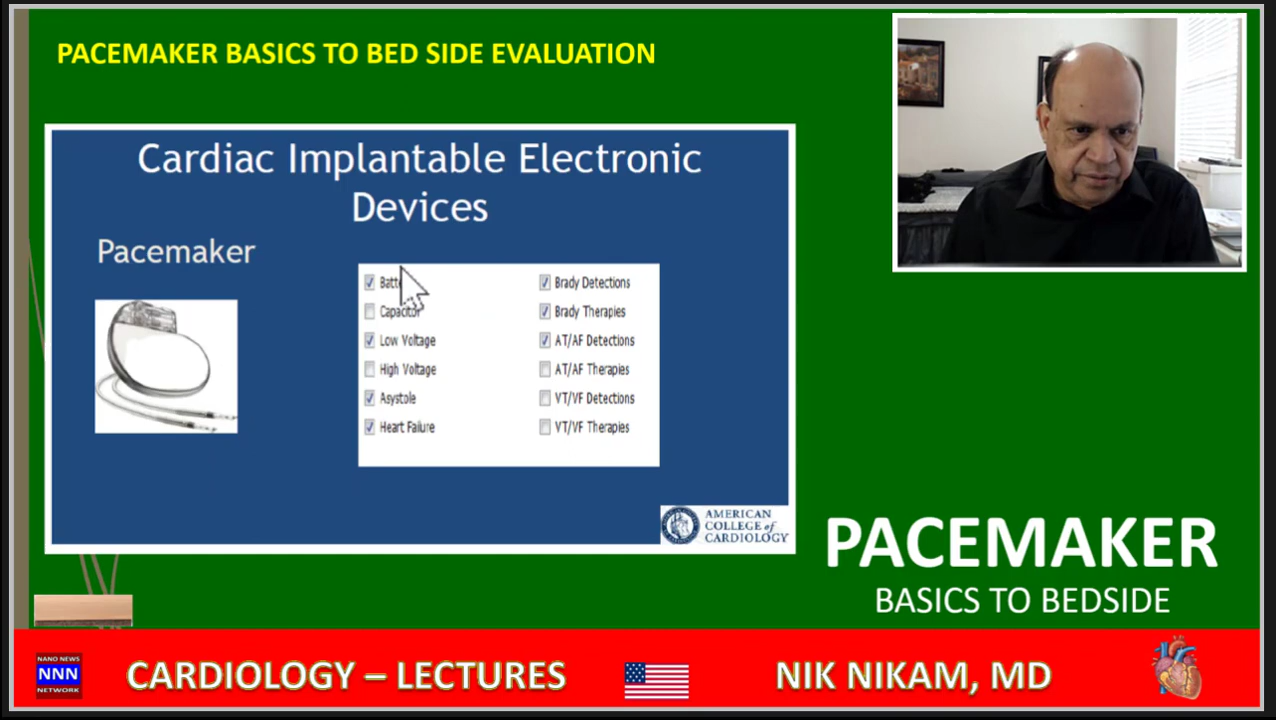 PACEMAKER BASICS TO BED SIDE EVALUATION
Cardiac Implantable Electronic
Devices
Pacemaker
Capacitor
Low Voltage
High Voltage
Asystole
Heart Failure
Brady Detections
Brady Therapies
AT/AF Detections
AT/AF Therapies
VT/VF Detections
VT/VF Therapies
AMERICAN
COLLEGE of
CARDIOLOGY
PACEMAKER
BASICS TO BEDSIDE
NANO NEWS
NNN
NETWORK
CARDIOLOGY – LECTURES
NIK NIKAM, MD